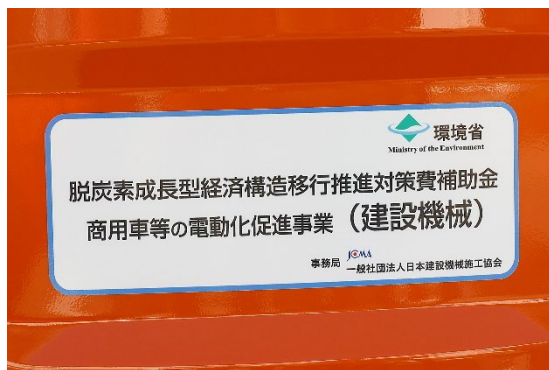 環境省
Ministry of the Environment
脱炭素成長型経済構造移行推進対策費補助金
商用車等の電動化促進事業（建設機械）
事務局 JCMA 一般社団法人日本建設機械施工協会